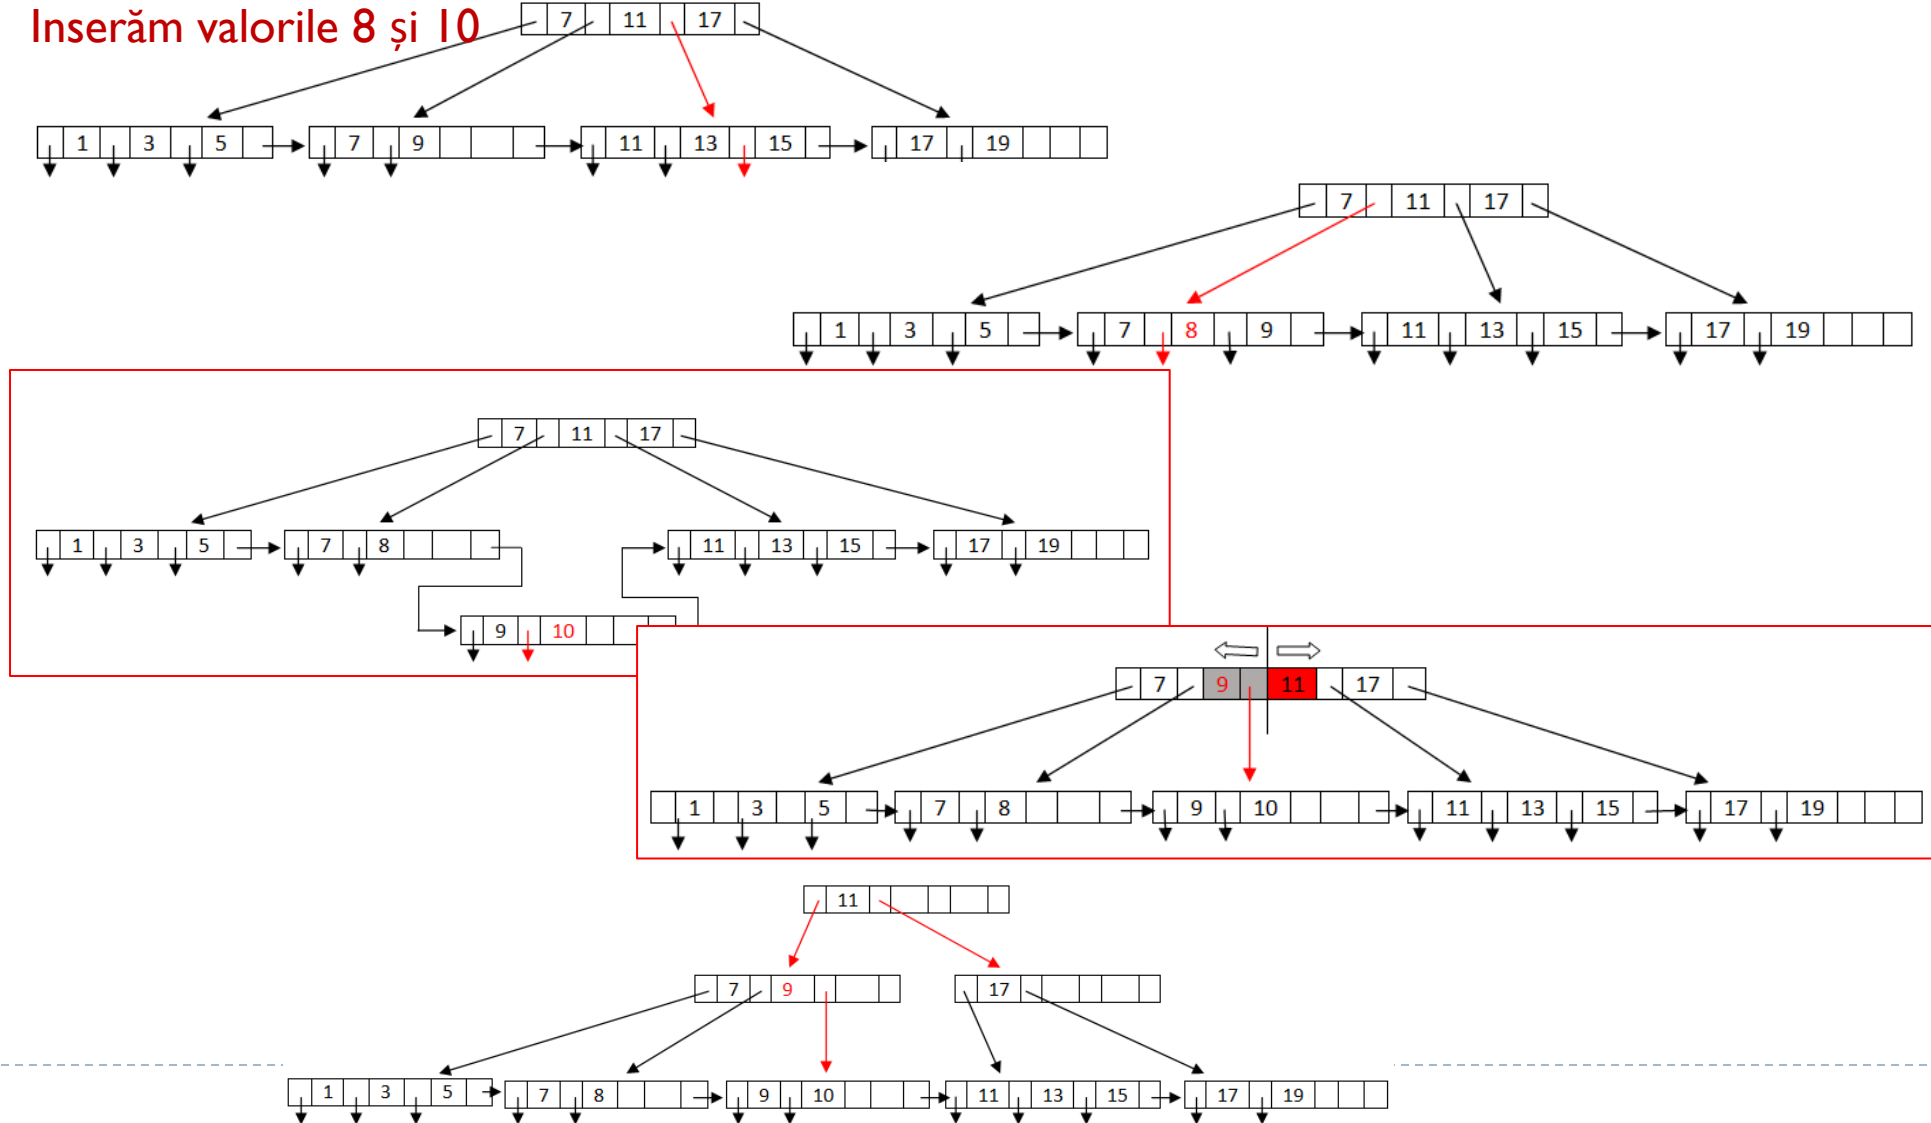 Inserăm valorile 8 și 10
7 11 17
1 3 5 7 9 11 13 15 17 19
7 11 17
1 3 5 7 8 9 11 13 15 17 19
7 11 17
1 3 5 7 8 11 13 15 17 19
9 10
7 9 11 17
1 3 5 7 8 9 10 11 13 15 17 19
11
7 9 17
1 3 5 7 8 9 10 11 13 15 17 19